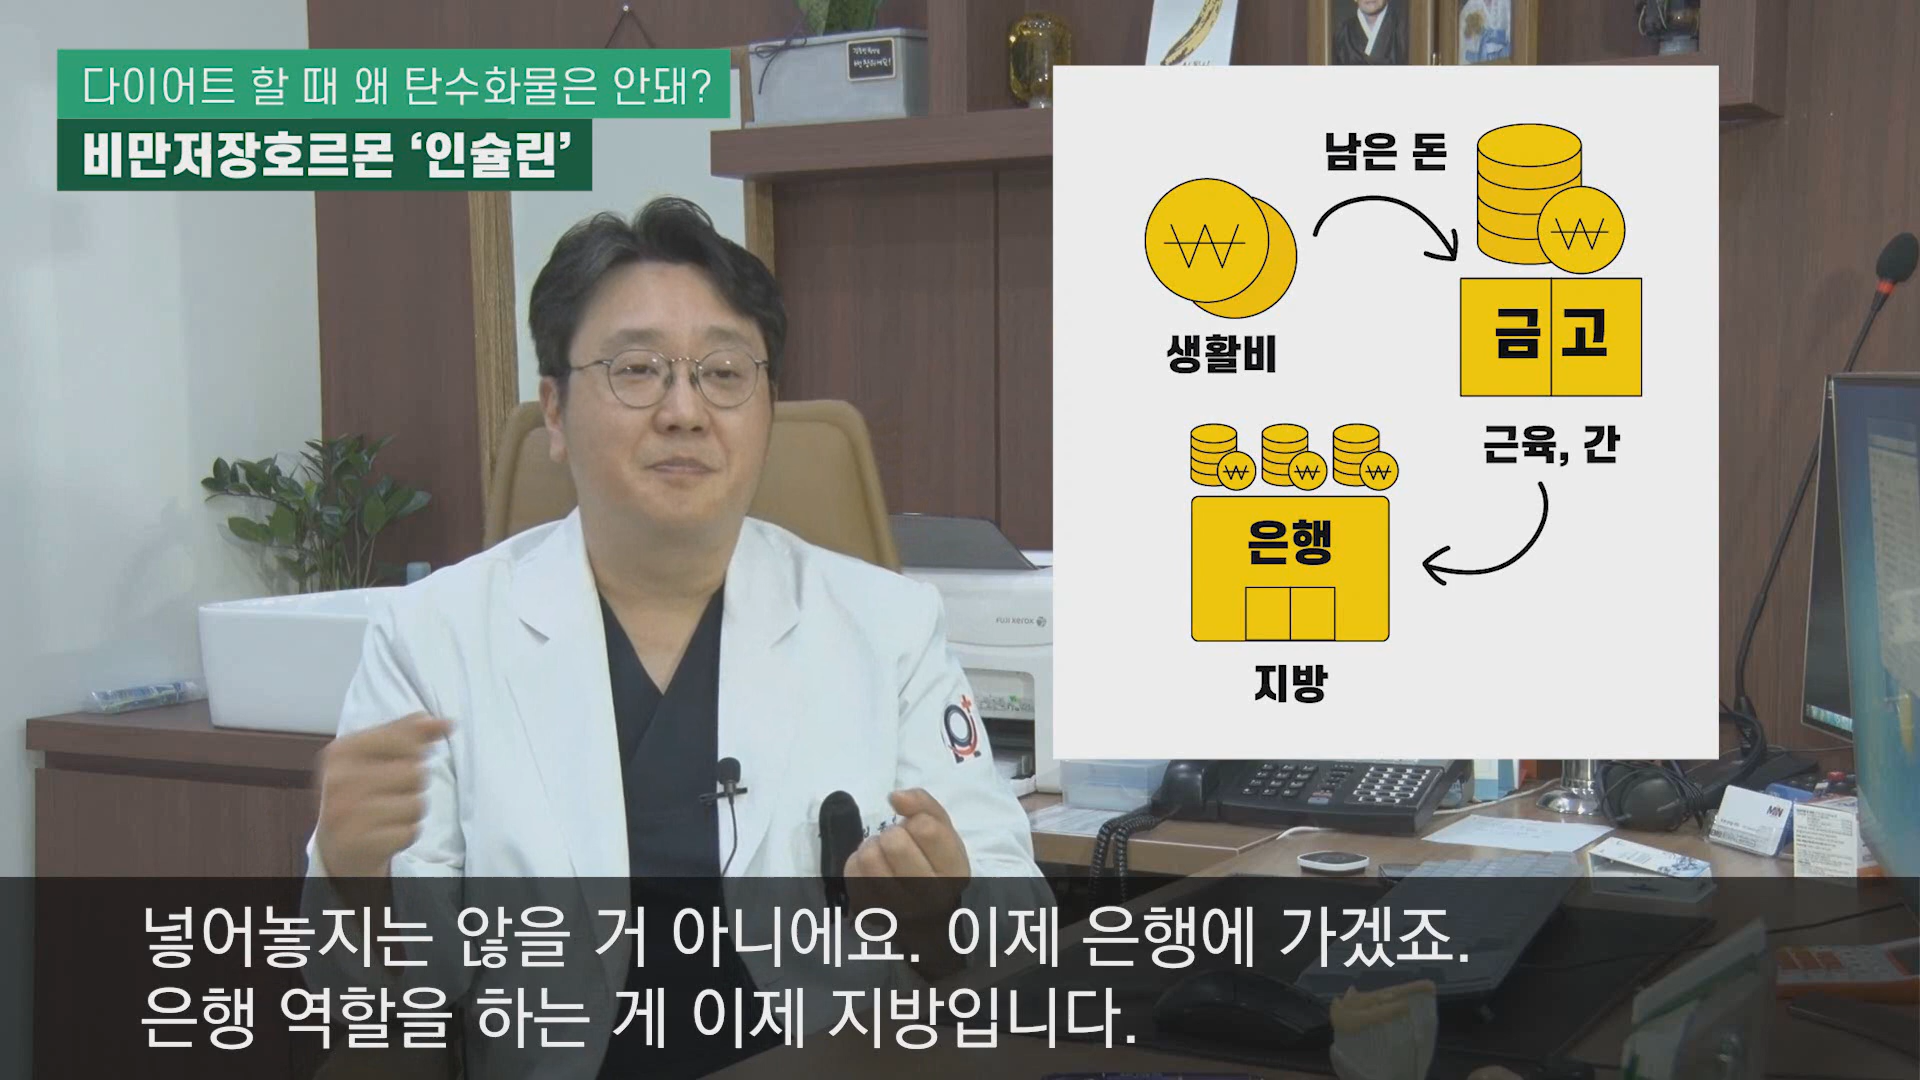 다이어트 할 때 왜 탄수화물은 안돼?
비만저장호르몬 ‘인슐린’
남은 돈
생활비
금고
근육, 간
은행
지방
FUJI XEROX
MIN
넣어놓지는 않을 거 아니에요. 이제 은행에 가겠죠.
은행 역할을 하는 게 이제 지방입니다.